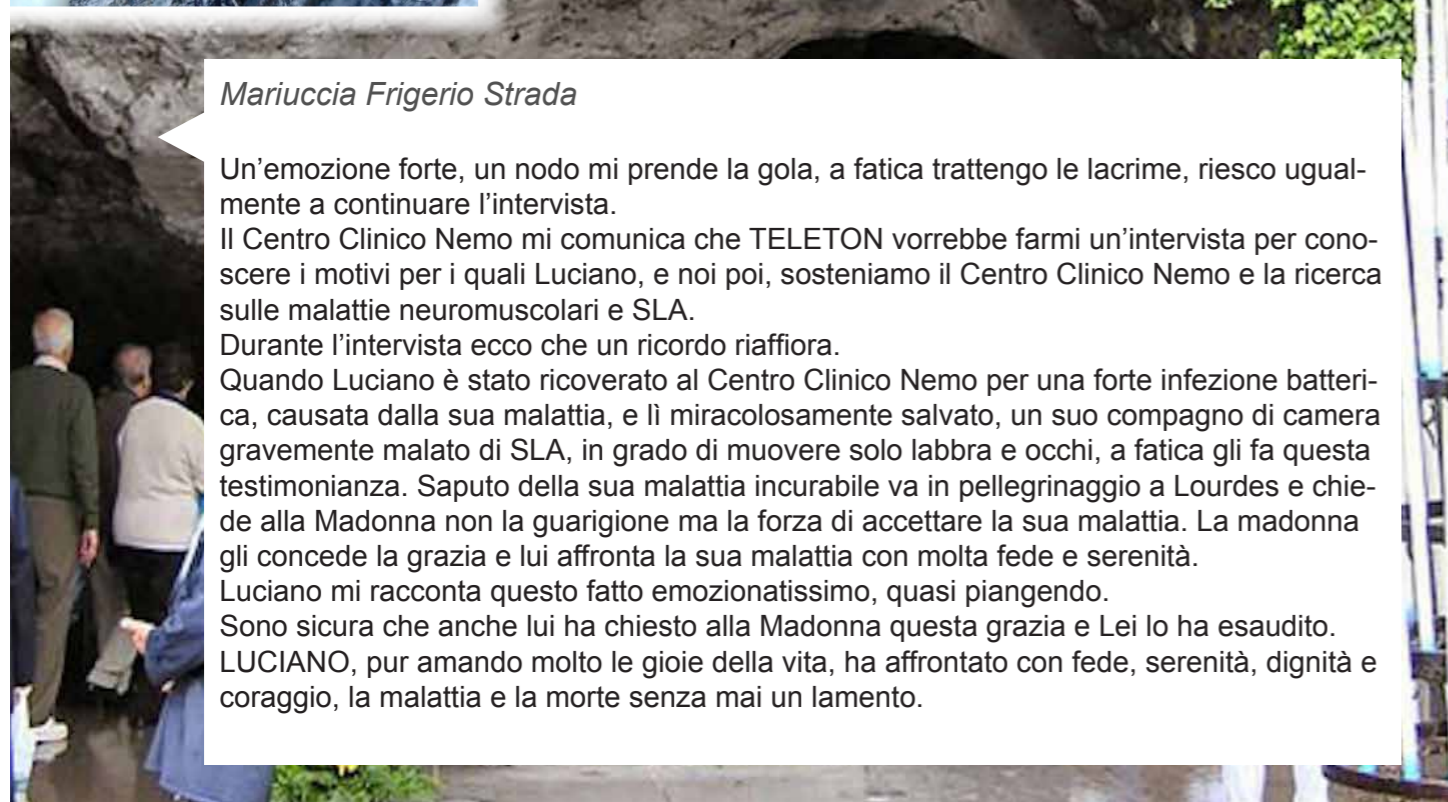 Mariuccia Frigerio Strada
Un’emozione forte, un nodo mi prende la gola, a fatica trattengo le lacrime, riesco ugual-
mente a continuare l’intervista.
Il Centro Clinico Nemo mi comunica che TELETON vorrebbe farmi un’intervista per cono-
scere i motivi per i quali Luciano, e noi poi, sosteniamo il Centro Clinico Nemo e la ricerca
sulle malattie neuromuscolari e SLA.
Durante l’intervista ecco che un ricordo riaffiora.
Quando Luciano è stato ricoverato al Centro Clinico Nemo per una forte infezione batteri-
ca, causata dalla sua malattia, e lì miracolosamente salvato, un suo compagno di camera
gravemente malato di SLA, in grado di muovere solo labbra e occhi, a fatica gli fa questa
testimonianza. Saputo della sua malattia incurabile va in pellegrinaggio a Lourdes e chie-
de alla Madonna non la guarigione ma la forza di accettare la sua malattia. La madonna
gli concede la grazia e lui affronta la sua malattia con molta fede e serenità.
Luciano mi racconta questo fatto emozionatissimo, quasi piangendo.
Sono sicura che anche lui ha chiesto alla Madonna questa grazia e Lei lo ha esaudito.
LUCIANO, pur amando molto le gioie della vita, ha affrontato con fede, serenità, dignità e
coraggio, la malattia e la morte senza mai un lamento.